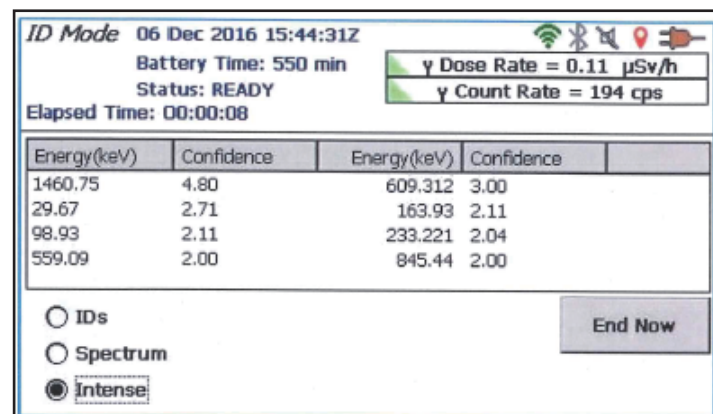 ID Mode 06 Dec 2016 15:44:31Z
Battery Time: 550 min
Status: READY
Elapsed Time: 00:00:08
γ Dose Rate = 0.11 µSv/h
γ Count Rate = 194 cps
Energy(keV) Confidence Energy(keV) Confidence
1460.75 4.80 609.312 3.00
29.67 2.71 163.93 2.11
98.93 2.11 233.221 2.04
559.09 2.00 845.44 2.00
IDs
Spectrum
Intense
End Now